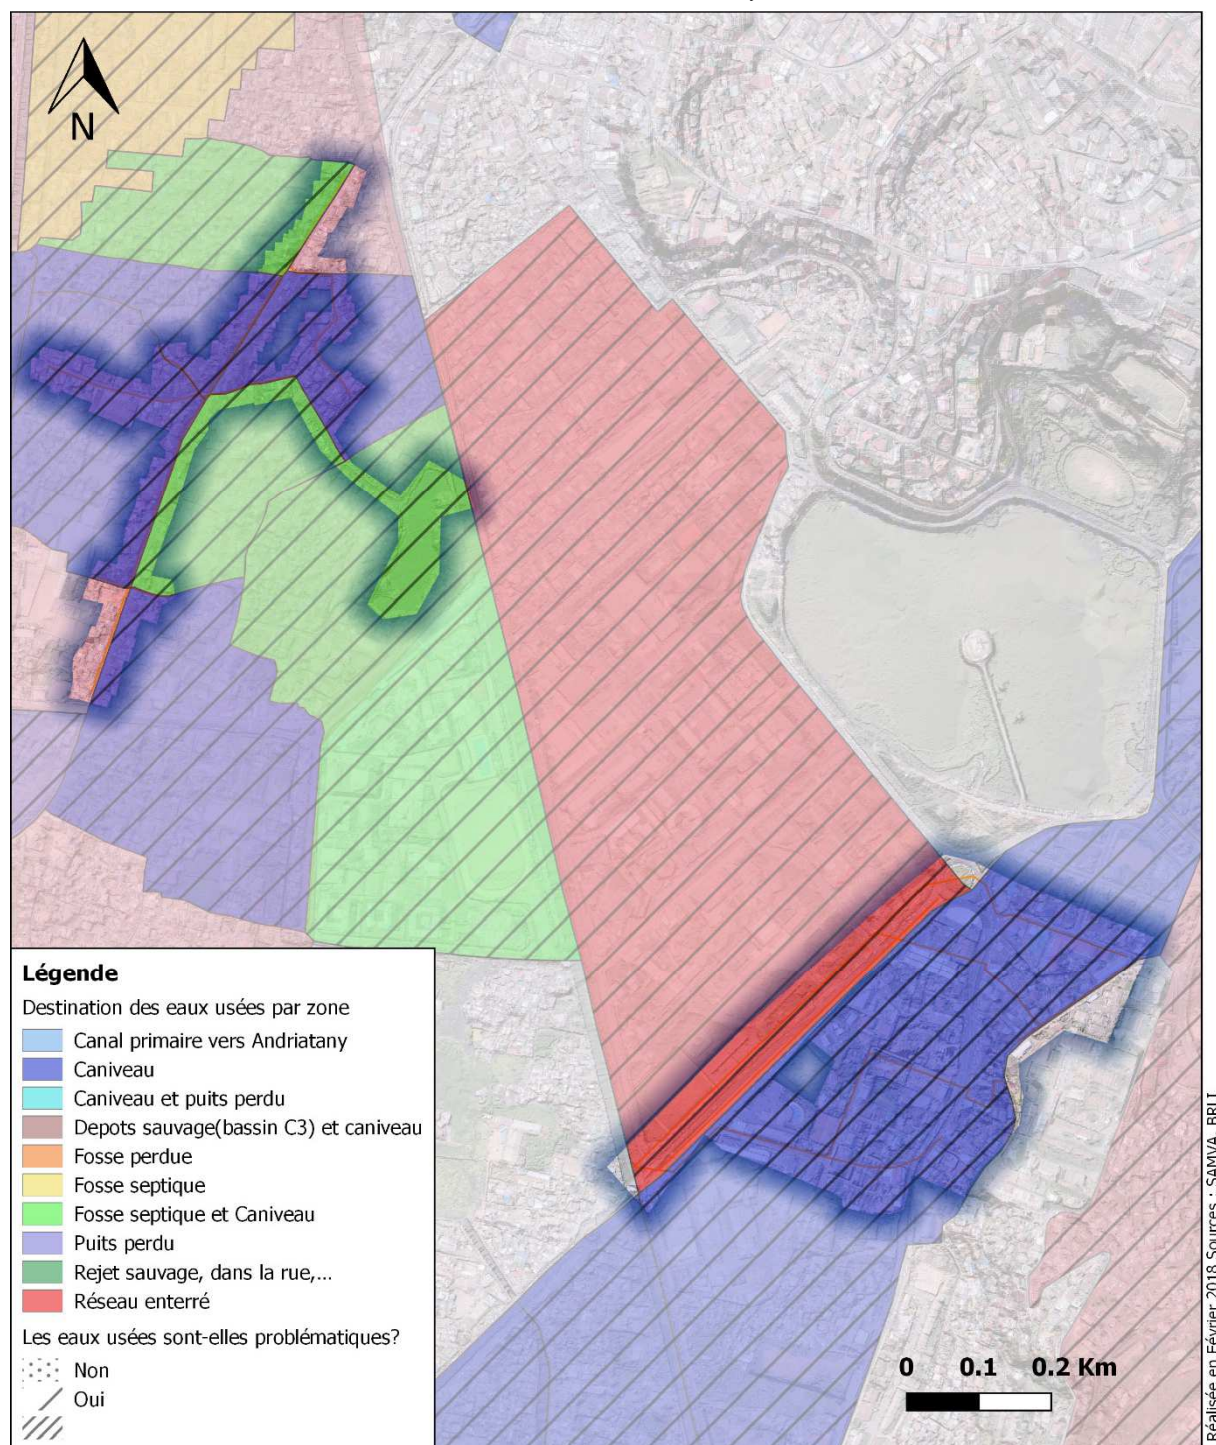 N
Légende
Destination des eaux usées par zone
Canal primaire vers Andriatany
Caniveau
Caniveau et puits perdu
Depots sauvage(bassin C3) et caniveau
Fosse perdue
Fosse septique
Fosse septique et Caniveau
Puits perdu
Rejet sauvage, dans la rue,...
Réseau enterré
Les eaux usées sont-elles problématiques?
Non
Oui
0 0.1 0.2 Km
Réalisée en Février 2018 Sources : SAMVA, BRLI